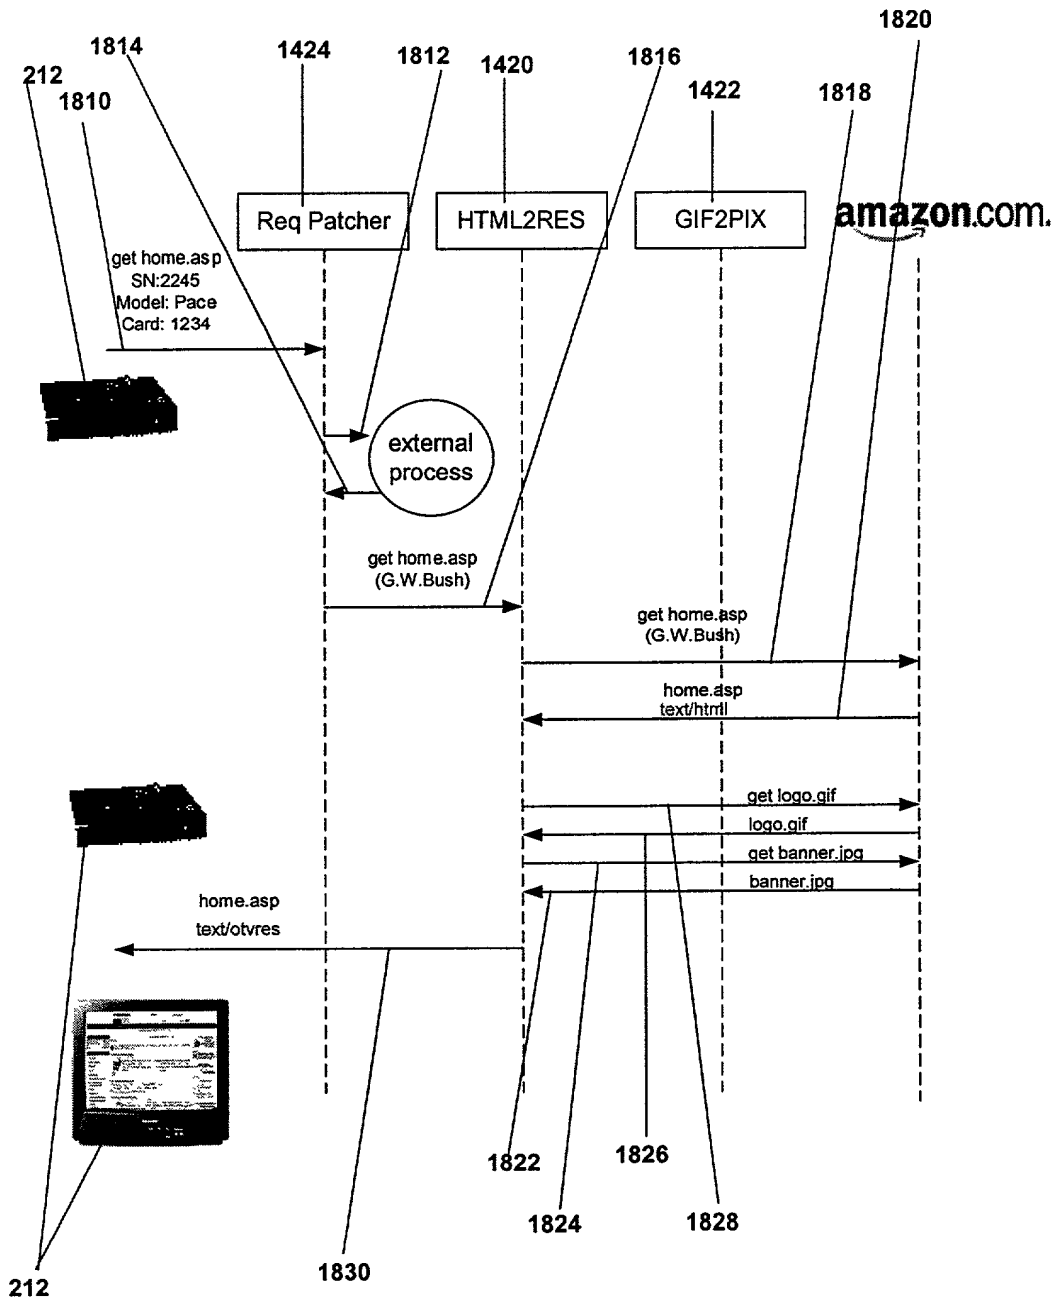 1820
1814
1424
1812
1420
1816
212
1810
1422
1818
Req Patcher
HTML2RES
GIF2PIX
amazon.com.
get home.asp
SN:2245
Model: Pace
Card: 1234
external
process
get home.asp
(G.W.Bush)
get home.asp
(G.W.Bush)
home.asp
text/html
get logo.gif
logo.gif
get banner.jpg
banner.jpg
home.asp
text/otvres
1822
1826
1824
1828
1830
212